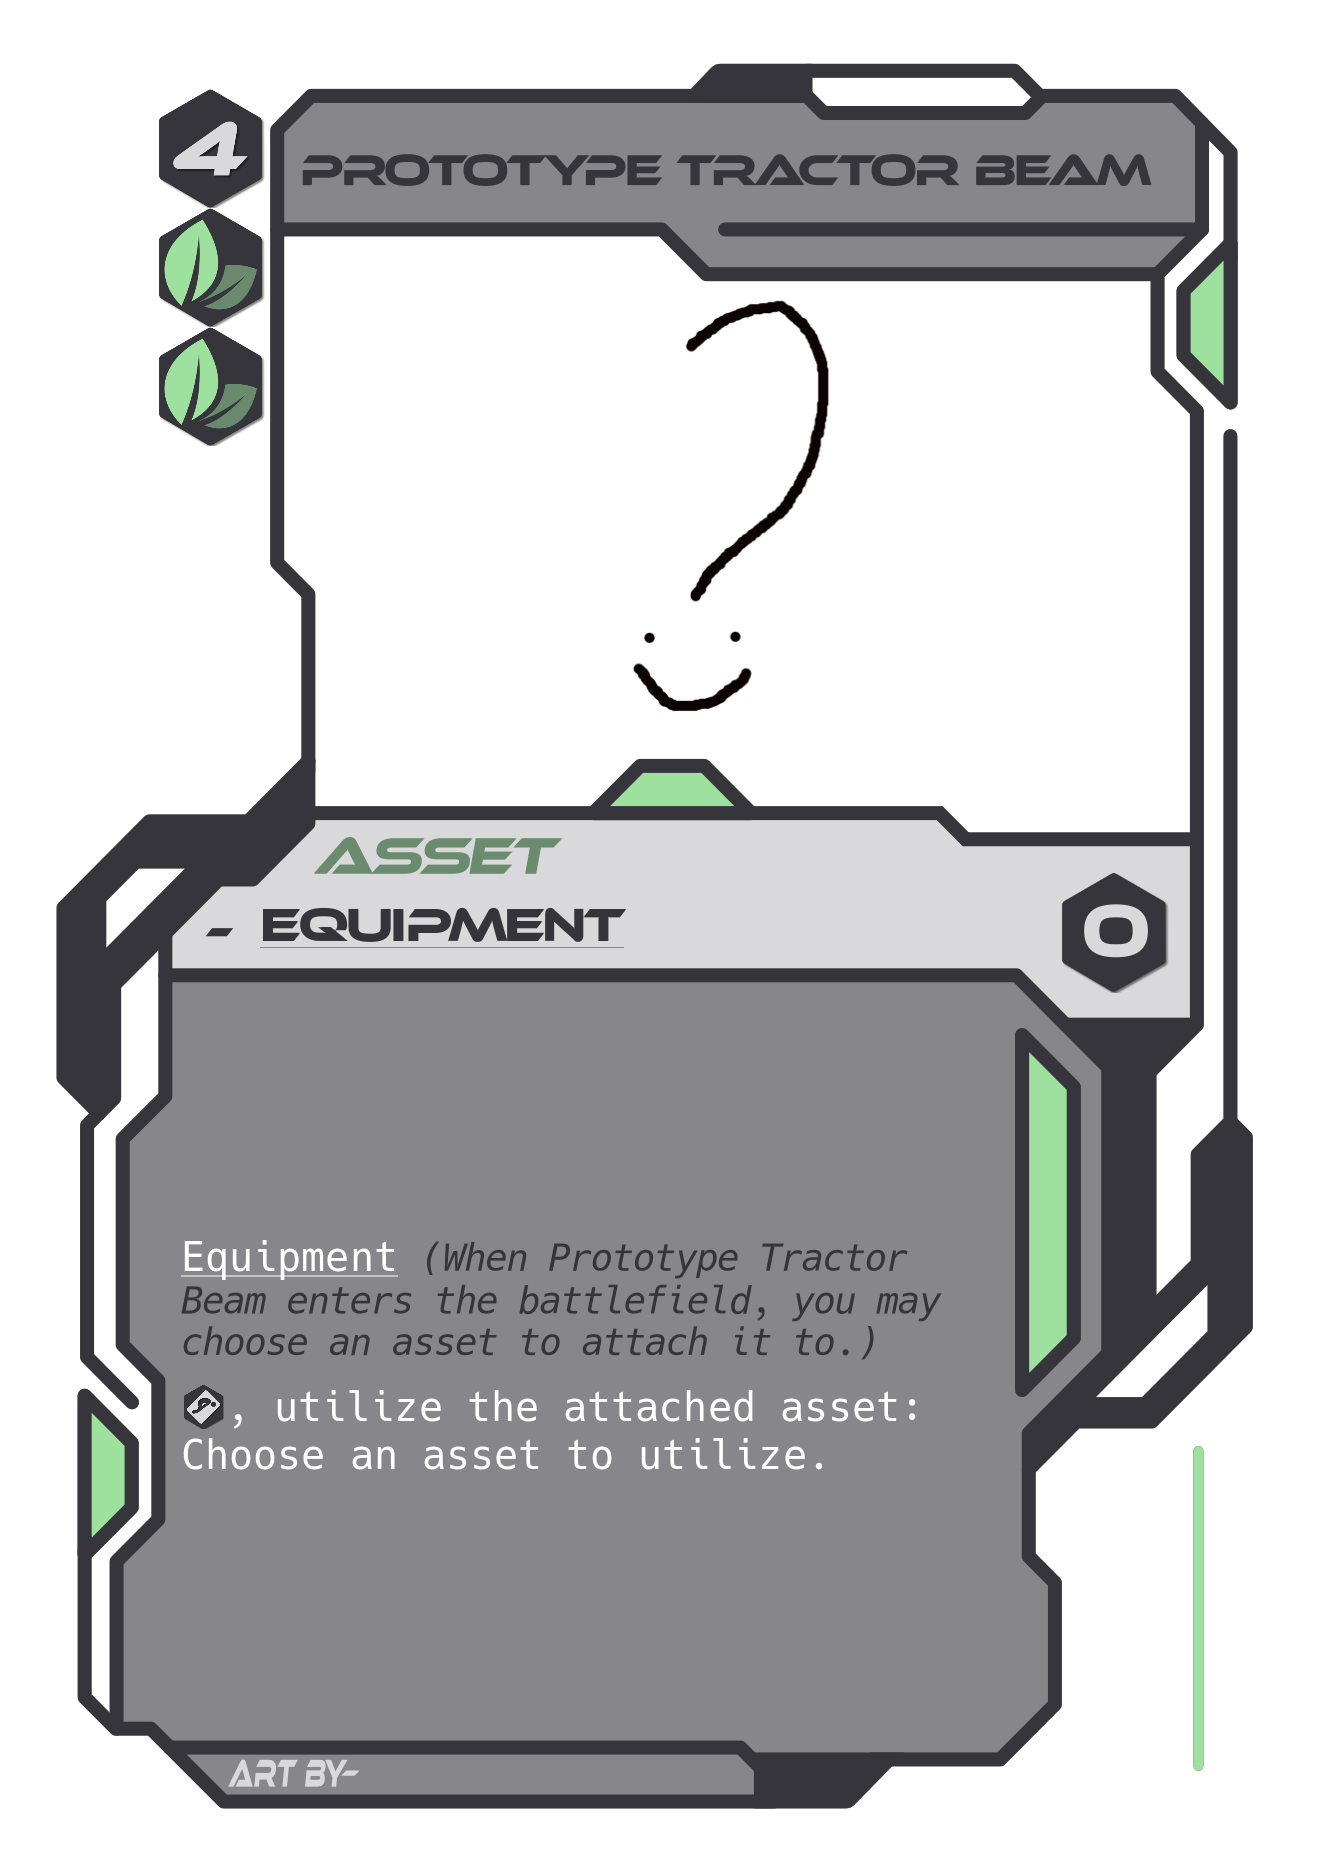 4
PROTOTYPE TRACTOR BEAM
ASSET
- EQUIPMENT
0
Equipment (When Prototype Tractor
Beam enters the battlefield, you may
choose an asset to attach it to.)
, utilize the attached asset:
Choose an asset to utilize.
ART BY-